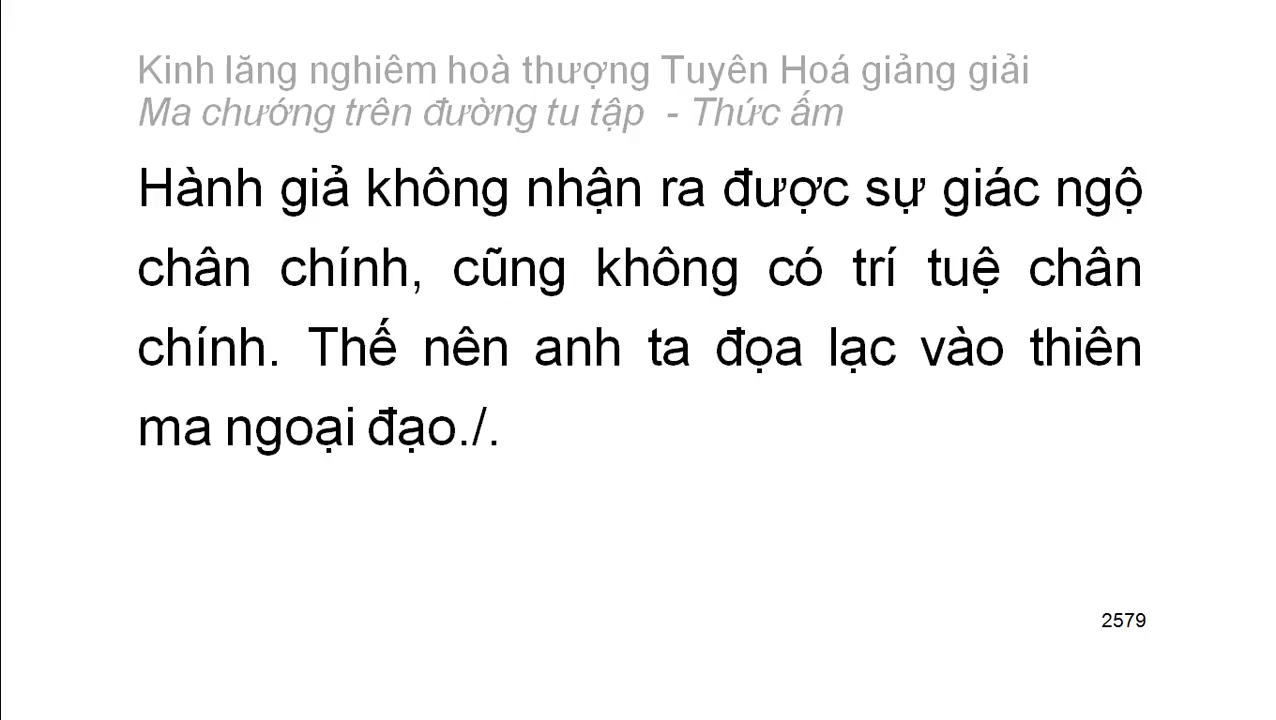 Kinh lăng nghiêm hoà thượng Tuyên Hoá giảng giải
Ma chướng trên đường tu tập - Thức ấm
Hành giả không nhận ra được sự giác ngộ
chân chính, cũng không có trí tuệ chân
chính. Thế nên anh ta đọa lạc vào thiên
ma ngoại đạo./.
2579